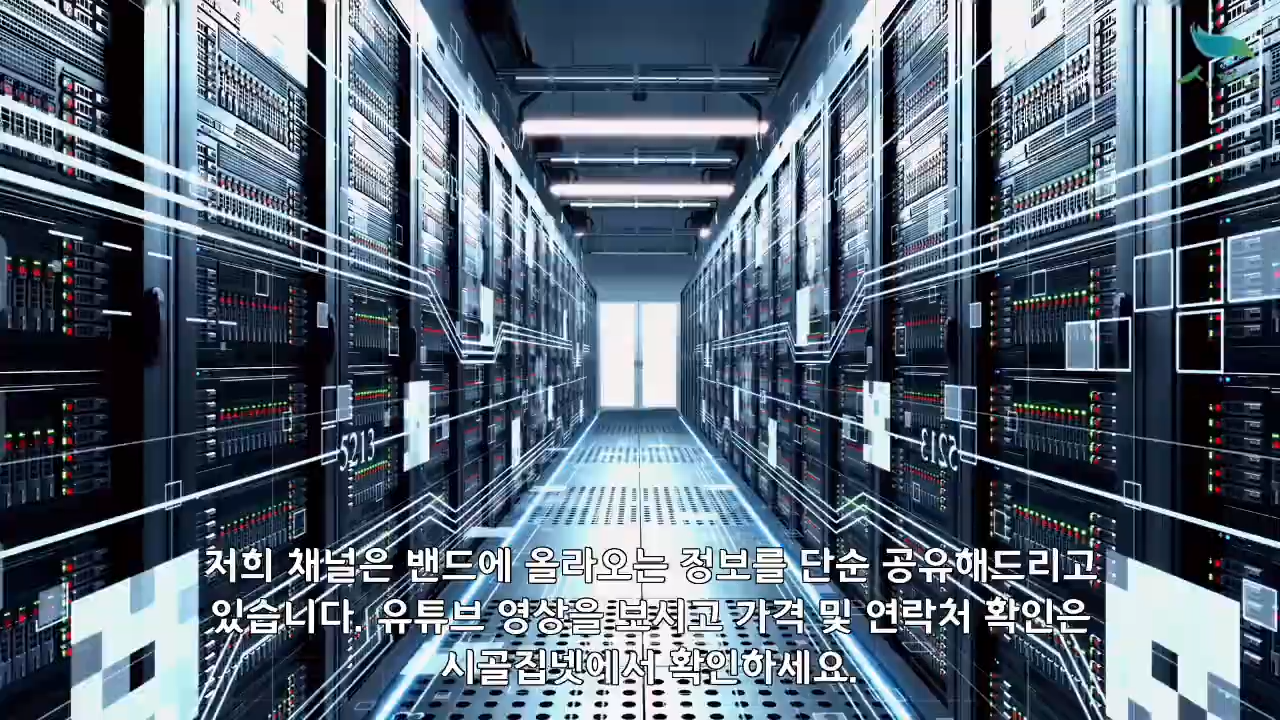 5213
저희 채널은 밴드에 올라오는 정보를 단순 공유해드리고
있습니다. 유튜브 영상을 보시고 가격 및 연락처 확인은
시골집넷에서 확인하세요.